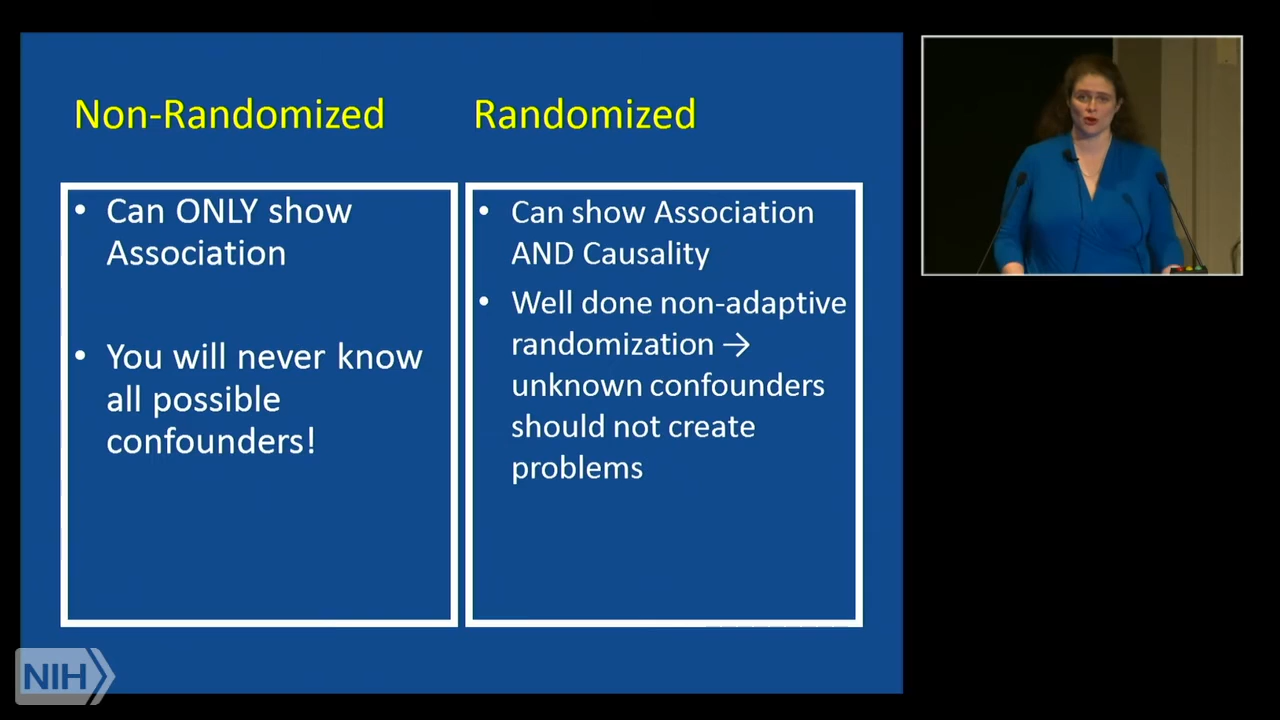 Non-Randomized
Randomized
• Can ONLY show
Association
• You will never know
all possible
confounders!
• Can show Association
AND Causality
• Well done non-adaptive
randomization →
unknown confounders
should not create
problems
NIH